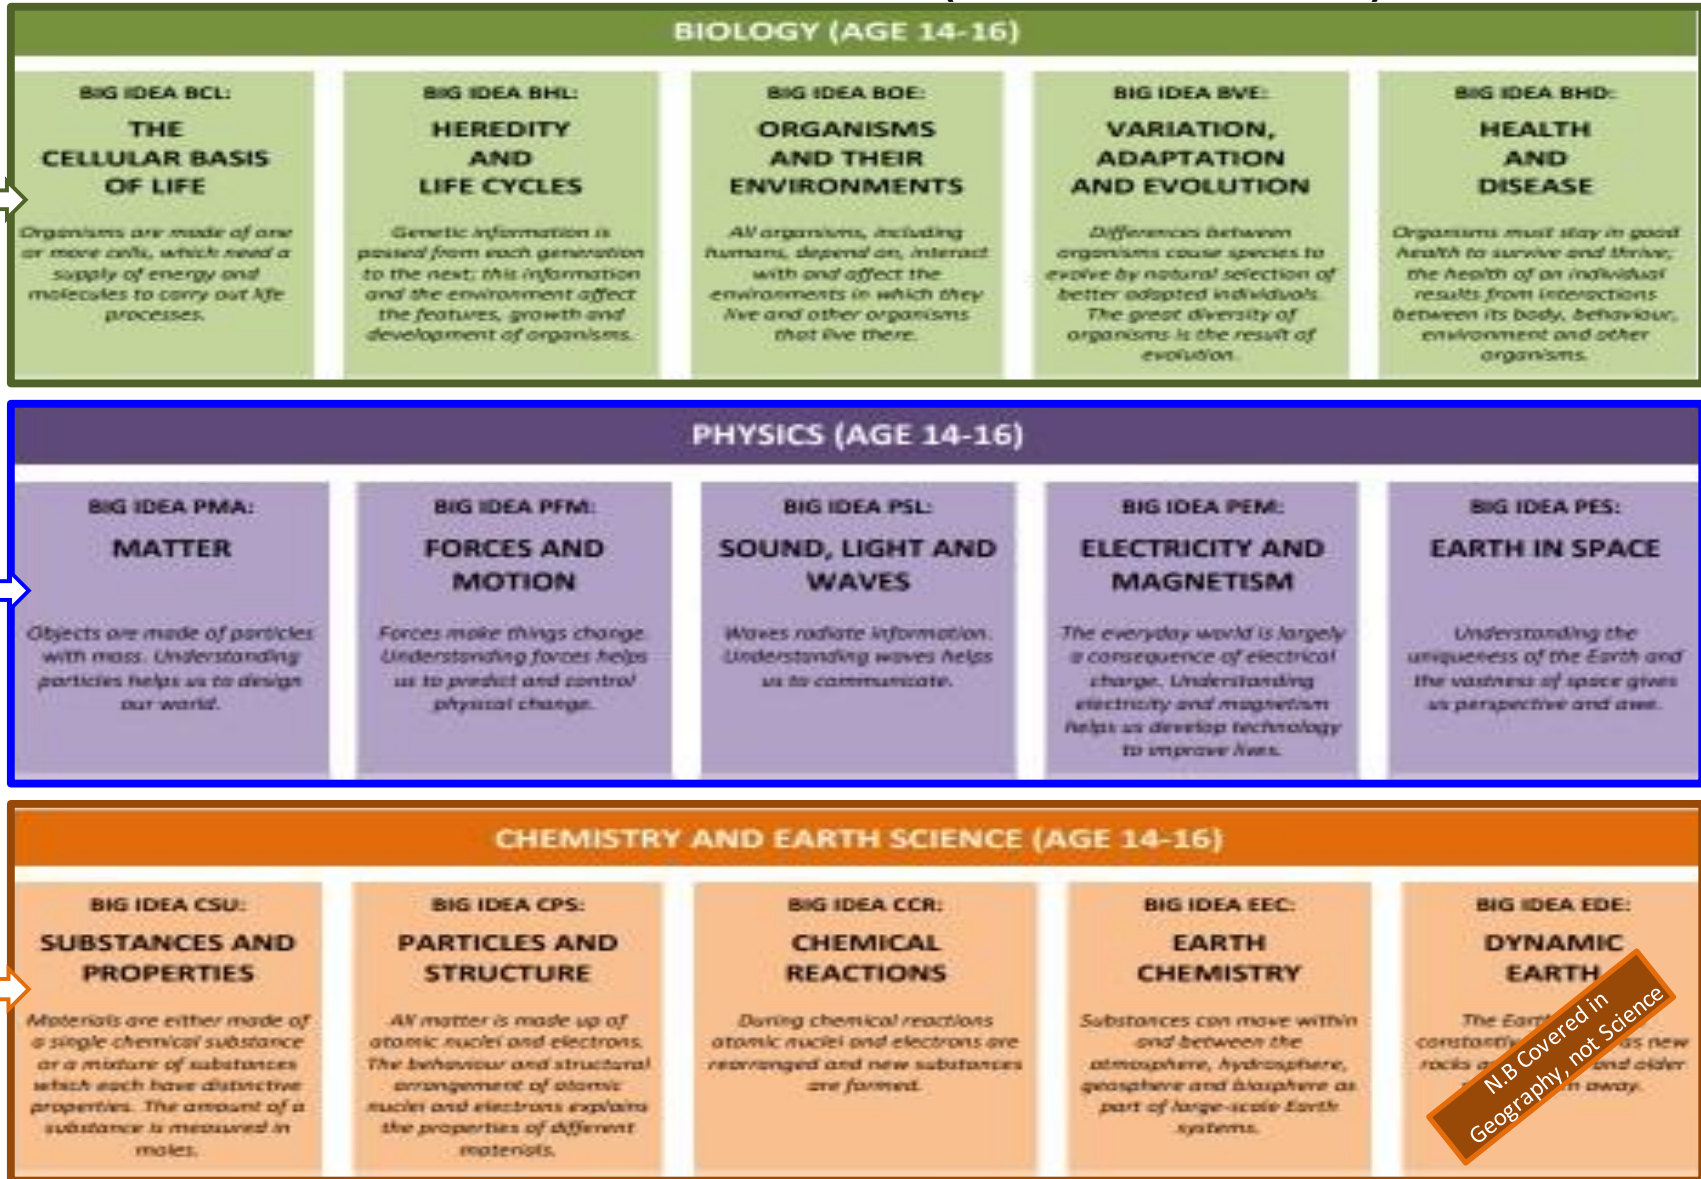 BIOLOGY (AGE 14-16)
BIG IDEA BCL:
THE
CELLULAR BASIS
OF LIFE
Organisms are made of one
or more cells, which need a
supply of energy and
molecules to carry out life
processes.
BIG IDEA BHL:
HEREDITY
AND
LIFE CYCLES
Genetic information is
passed from each generation
to the next; this information
and the environment affect
the features, growth and
development of organisms.
BIG IDEA BOE:
ORGANISMS
AND THEIR
ENVIRONMENTS
All organisms, including
humans, depend on, interact
with and affect the
environments in which they
live and other organisms
that live there.
BIG IDEA BVE:
VARIATION,
ADAPTATION
AND EVOLUTION
Differences between
organisms cause species to
evolve by natural selection of
better adapted individuals.
The great diversity of
organisms is the result of
evolution.
BIG IDEA BHD:
HEALTH
AND
DISEASE
Organisms must stay in good
health to survive and thrive;
the health of an individual
results from interactions
between its body, behaviour,
environment and other
organisms.
PHYSICS (AGE 14-16)
BIG IDEA PMA:
MATTER
Objects are made of particles
with mass. Understanding
particles helps us to design
our world.
BIG IDEA PFM:
FORCES AND
MOTION
Forces make things change.
Understanding forces helps
us to predict and control
physical change.
BIG IDEA PSL:
SOUND, LIGHT AND
WAVES
Waves radiate information.
Understanding waves helps
us to communicate.
BIG IDEA PEM:
ELECTRICITY AND
MAGNETISM
The everyday world is largely
a consequence of electrical
charge. Understanding
electricity and magnetism
helps us develop technology
to improve lives.
BIG IDEA PES:
EARTH IN SPACE
Understanding the
uniqueness of the Earth and
the vastness of space gives
us perspective and awe.
CHEMISTRY AND EARTH SCIENCE (AGE 14-16)
BIG IDEA CSU:
SUBSTANCES AND
PROPERTIES
Materials are either made of
a single chemical substance
or a mixture of substances
which each have distinctive
properties. The amount of a
substance is measured in
moles.
BIG IDEA CPS:
PARTICLES AND
STRUCTURE
All matter is made up of
atomic nuclei and electrons.
The behaviour and structural
arrangement of atomic
nuclei and electrons explains
the properties of different
materials.
BIG IDEA CCR:
CHEMICAL
REACTIONS
During chemical reactions
atomic nuclei and electrons are
rearranged and new substances
are formed.
BIG IDEA EEC:
EARTH
CHEMISTRY
Substances can move within
and between the
atmosphere, hydrosphere,
geosphere and biosphere as
part of large-scale Earth
systems.
BIG IDEA EDE:
DYNAMIC
EARTH
The Earth
constantly as new
rocks and older
away.
N.B Covered in
Geography, not Science